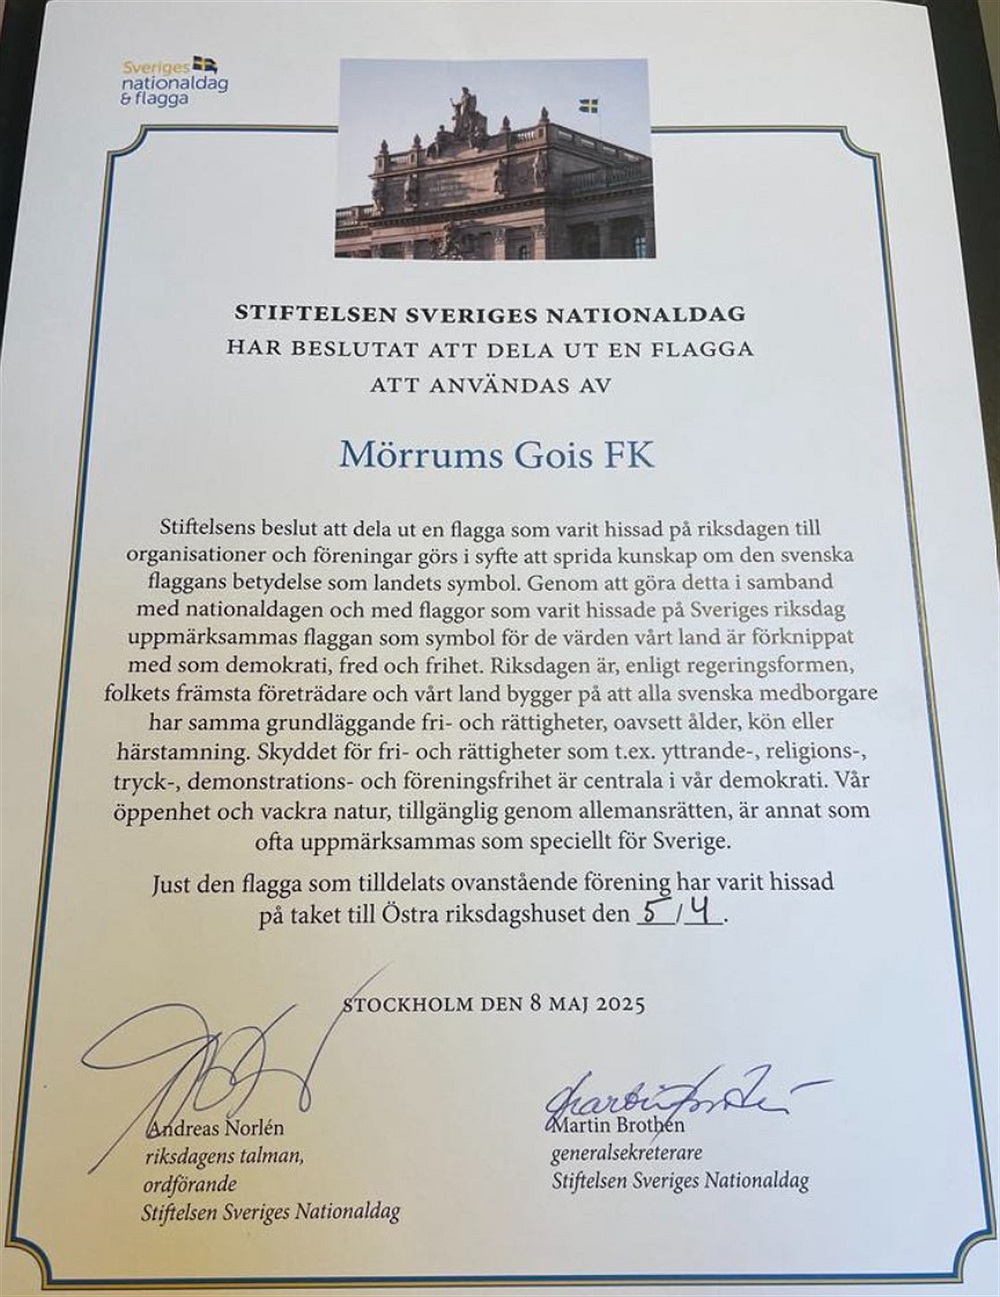 Sveriges
nationaldag
& flagga
STIFTELSEN SVERIGES NATIONALDAG
HAR BESLUTAT ATT DELA UT EN FLAGGA
ATT ANVÄNDAS AV
Mörrums Gois FK
Stiftelsens beslut att dela ut en flagga som varit hissad på riksdagen till
organisationer och föreningar görs i syfte att sprida kunskap om den svenska
flaggans betydelse som landets symbol. Genom att göra detta i samband
med nationaldagen och med flaggor som varit hissade på Sveriges riksdag
uppmärksammas flaggan som symbol för de värden vårt land är förknippat
med som demokrati, fred och frihet. Riksdagen är, enligt regeringsformen,
folkets främsta företrädare och vårt land bygger på att alla svenska medborgare
har samma grundläggande fri- och rättigheter, oavsett ålder, kön eller
härstamning. Skyddet för fri- och rättigheter som t.ex. yttrande-, religions-,
tryck-, demonstrations- och föreningsfrihet är centrala i vår demokrati. Vår
öppenhet och vackra natur, tillgänglig genom allemansrätten, är annat som
ofta uppmärksammas som speciellt för Sverige.
Just den flagga som tilldelats ovanstående förening har varit hissad
på taket till Östra riksdagshuset den 5/4.
STOCKHOLM DEN 8 MAJ 2025
Andreas Norlén
riksdagens talman,
ordförande
Stiftelsen Sveriges Nationaldag
Martin Brothén
generalsekreterare
Stiftelsen Sveriges Nationaldag